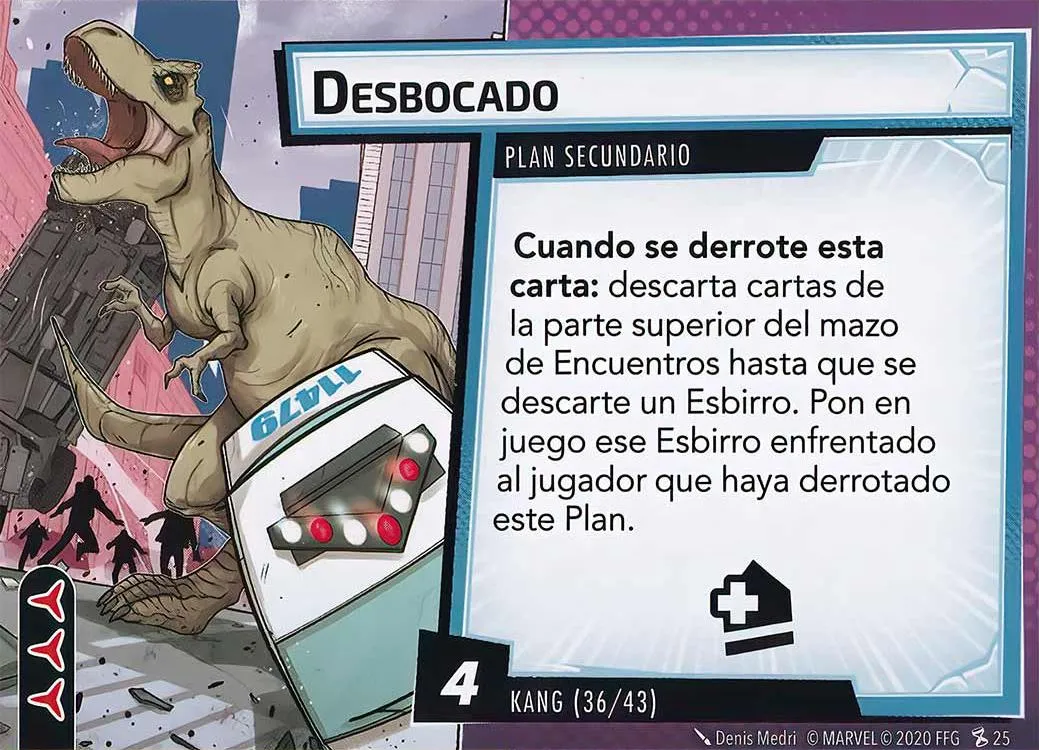 DESBOCADO
PLAN SECUNDARIO
Cuando se derrote esta
carta: descarta cartas de
la parte superior del mazo
de Encuentros hasta que se
descarte un Esbirro. Pon en
juego ese Esbirro enfrentado
al jugador que haya derrotado
este Plan.
11479
4
KANG (36/43)
Denis Medri © MARVEL © 2020 FFG 25